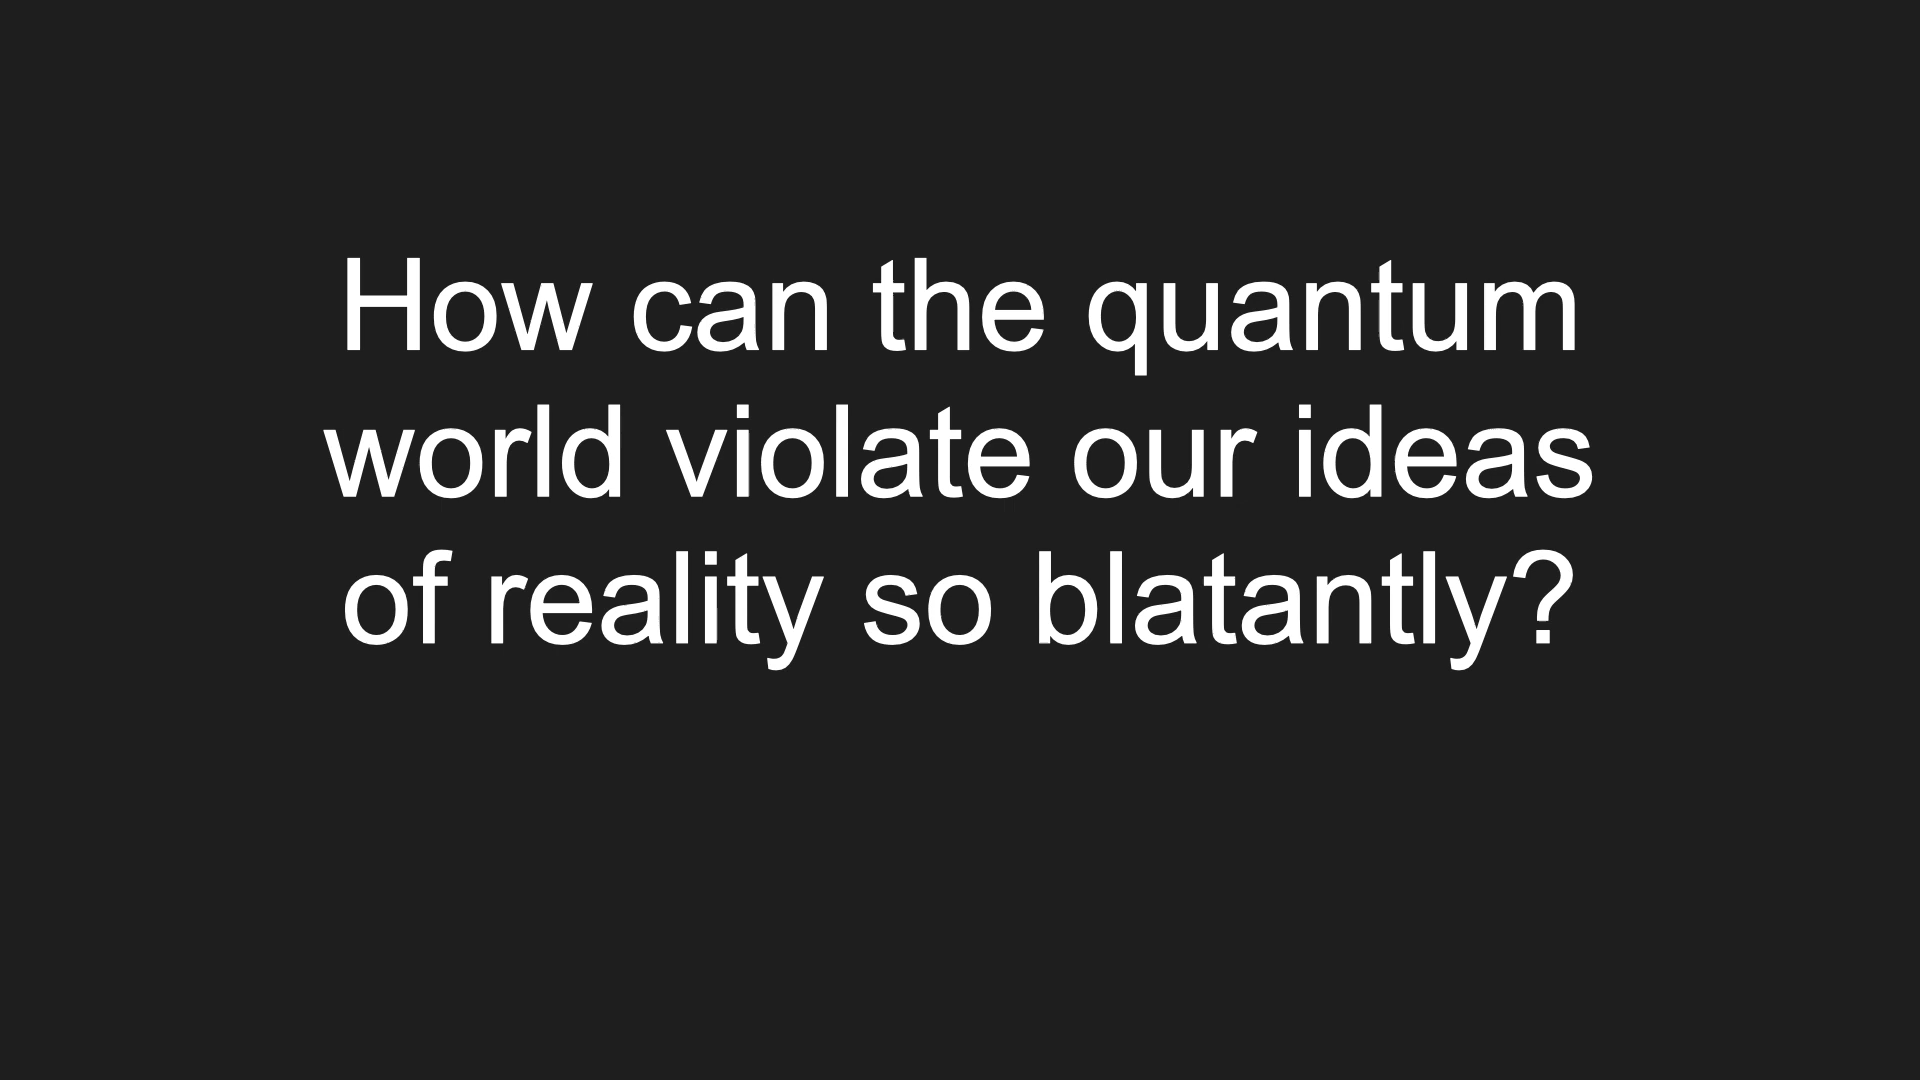 How can the quantum
world violate our ideas
of reality so blatantly?